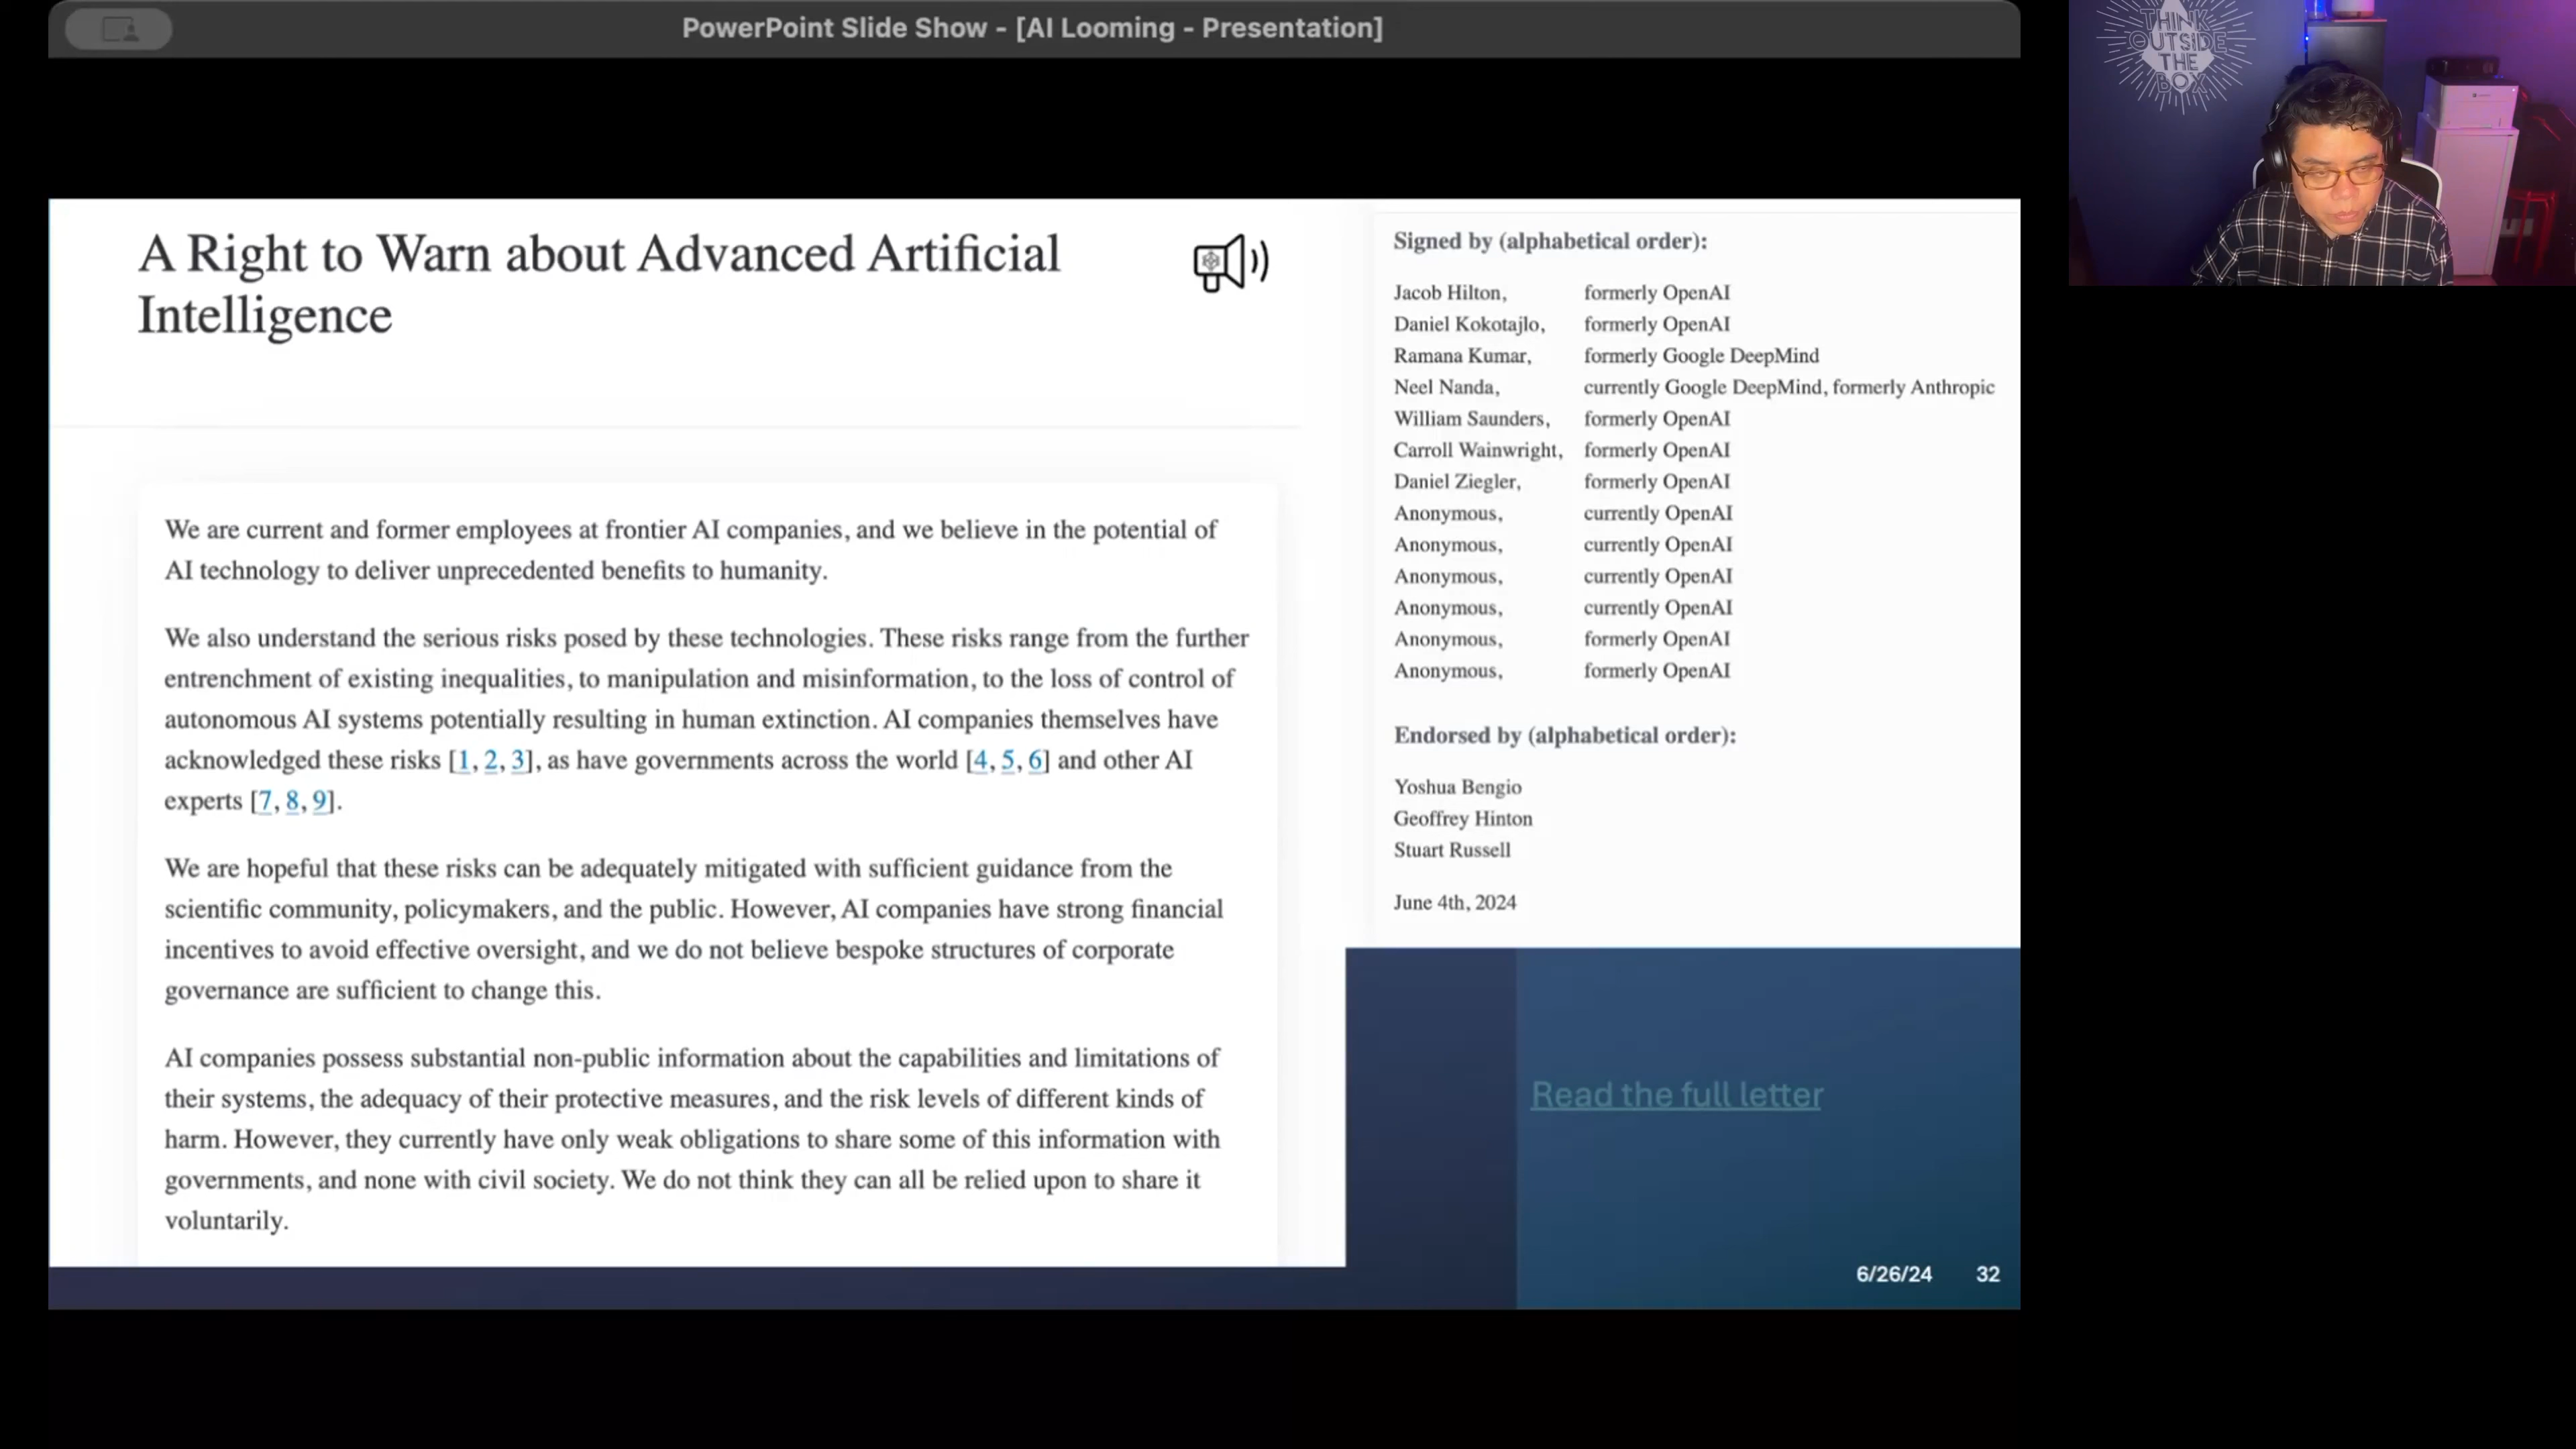 PowerPoint Slide Show - [AI Looming - Presentation]
THINK
OUTSIDE
THE
BOX
A Right to Warn about Advanced Artificial
Intelligence
We are current and former employees at frontier AI companies, and we believe in the potential of
AI technology to deliver unprecedented benefits to humanity.
We also understand the serious risks posed by these technologies. These risks range from the further
entrenchment of existing inequalities, to manipulation and misinformation, to the loss of control of
autonomous AI systems potentially resulting in human extinction. AI companies themselves have
acknowledged these risks [1, 2, 3], as have governments across the world [4, 5, 6] and other AI
experts [7, 8, 9].
We are hopeful that these risks can be adequately mitigated with sufficient guidance from the
scientific community, policymakers, and the public. However, AI companies have strong financial
incentives to avoid effective oversight, and we do not believe bespoke structures of corporate
governance are sufficient to change this.
AI companies possess substantial non-public information about the capabilities and limitations of
their systems, the adequacy of their protective measures, and the risk levels of different kinds of
harm. However, they currently have only weak obligations to share some of this information with
governments, and none with civil society. We do not think they can all be relied upon to share it
voluntarily.
Signed by (alphabetical order):
Jacob Hilton, formerly OpenAI
Daniel Kokotajlo, formerly OpenAI
Ramana Kumar, formerly Google DeepMind
Neel Nanda, currently Google DeepMind, formerly Anthropic
William Saunders, formerly OpenAI
Carroll Wainwright, formerly OpenAI
Daniel Ziegler, formerly OpenAI
Anonymous, currently OpenAI
Anonymous, currently OpenAI
Anonymous, currently OpenAI
Anonymous, currently OpenAI
Anonymous, formerly OpenAI
Anonymous, formerly OpenAI
Endorsed by (alphabetical order):
Yoshua Bengio
Geoffrey Hinton
Stuart Russell
June 4th, 2024
Read the full letter
6/26/24 32